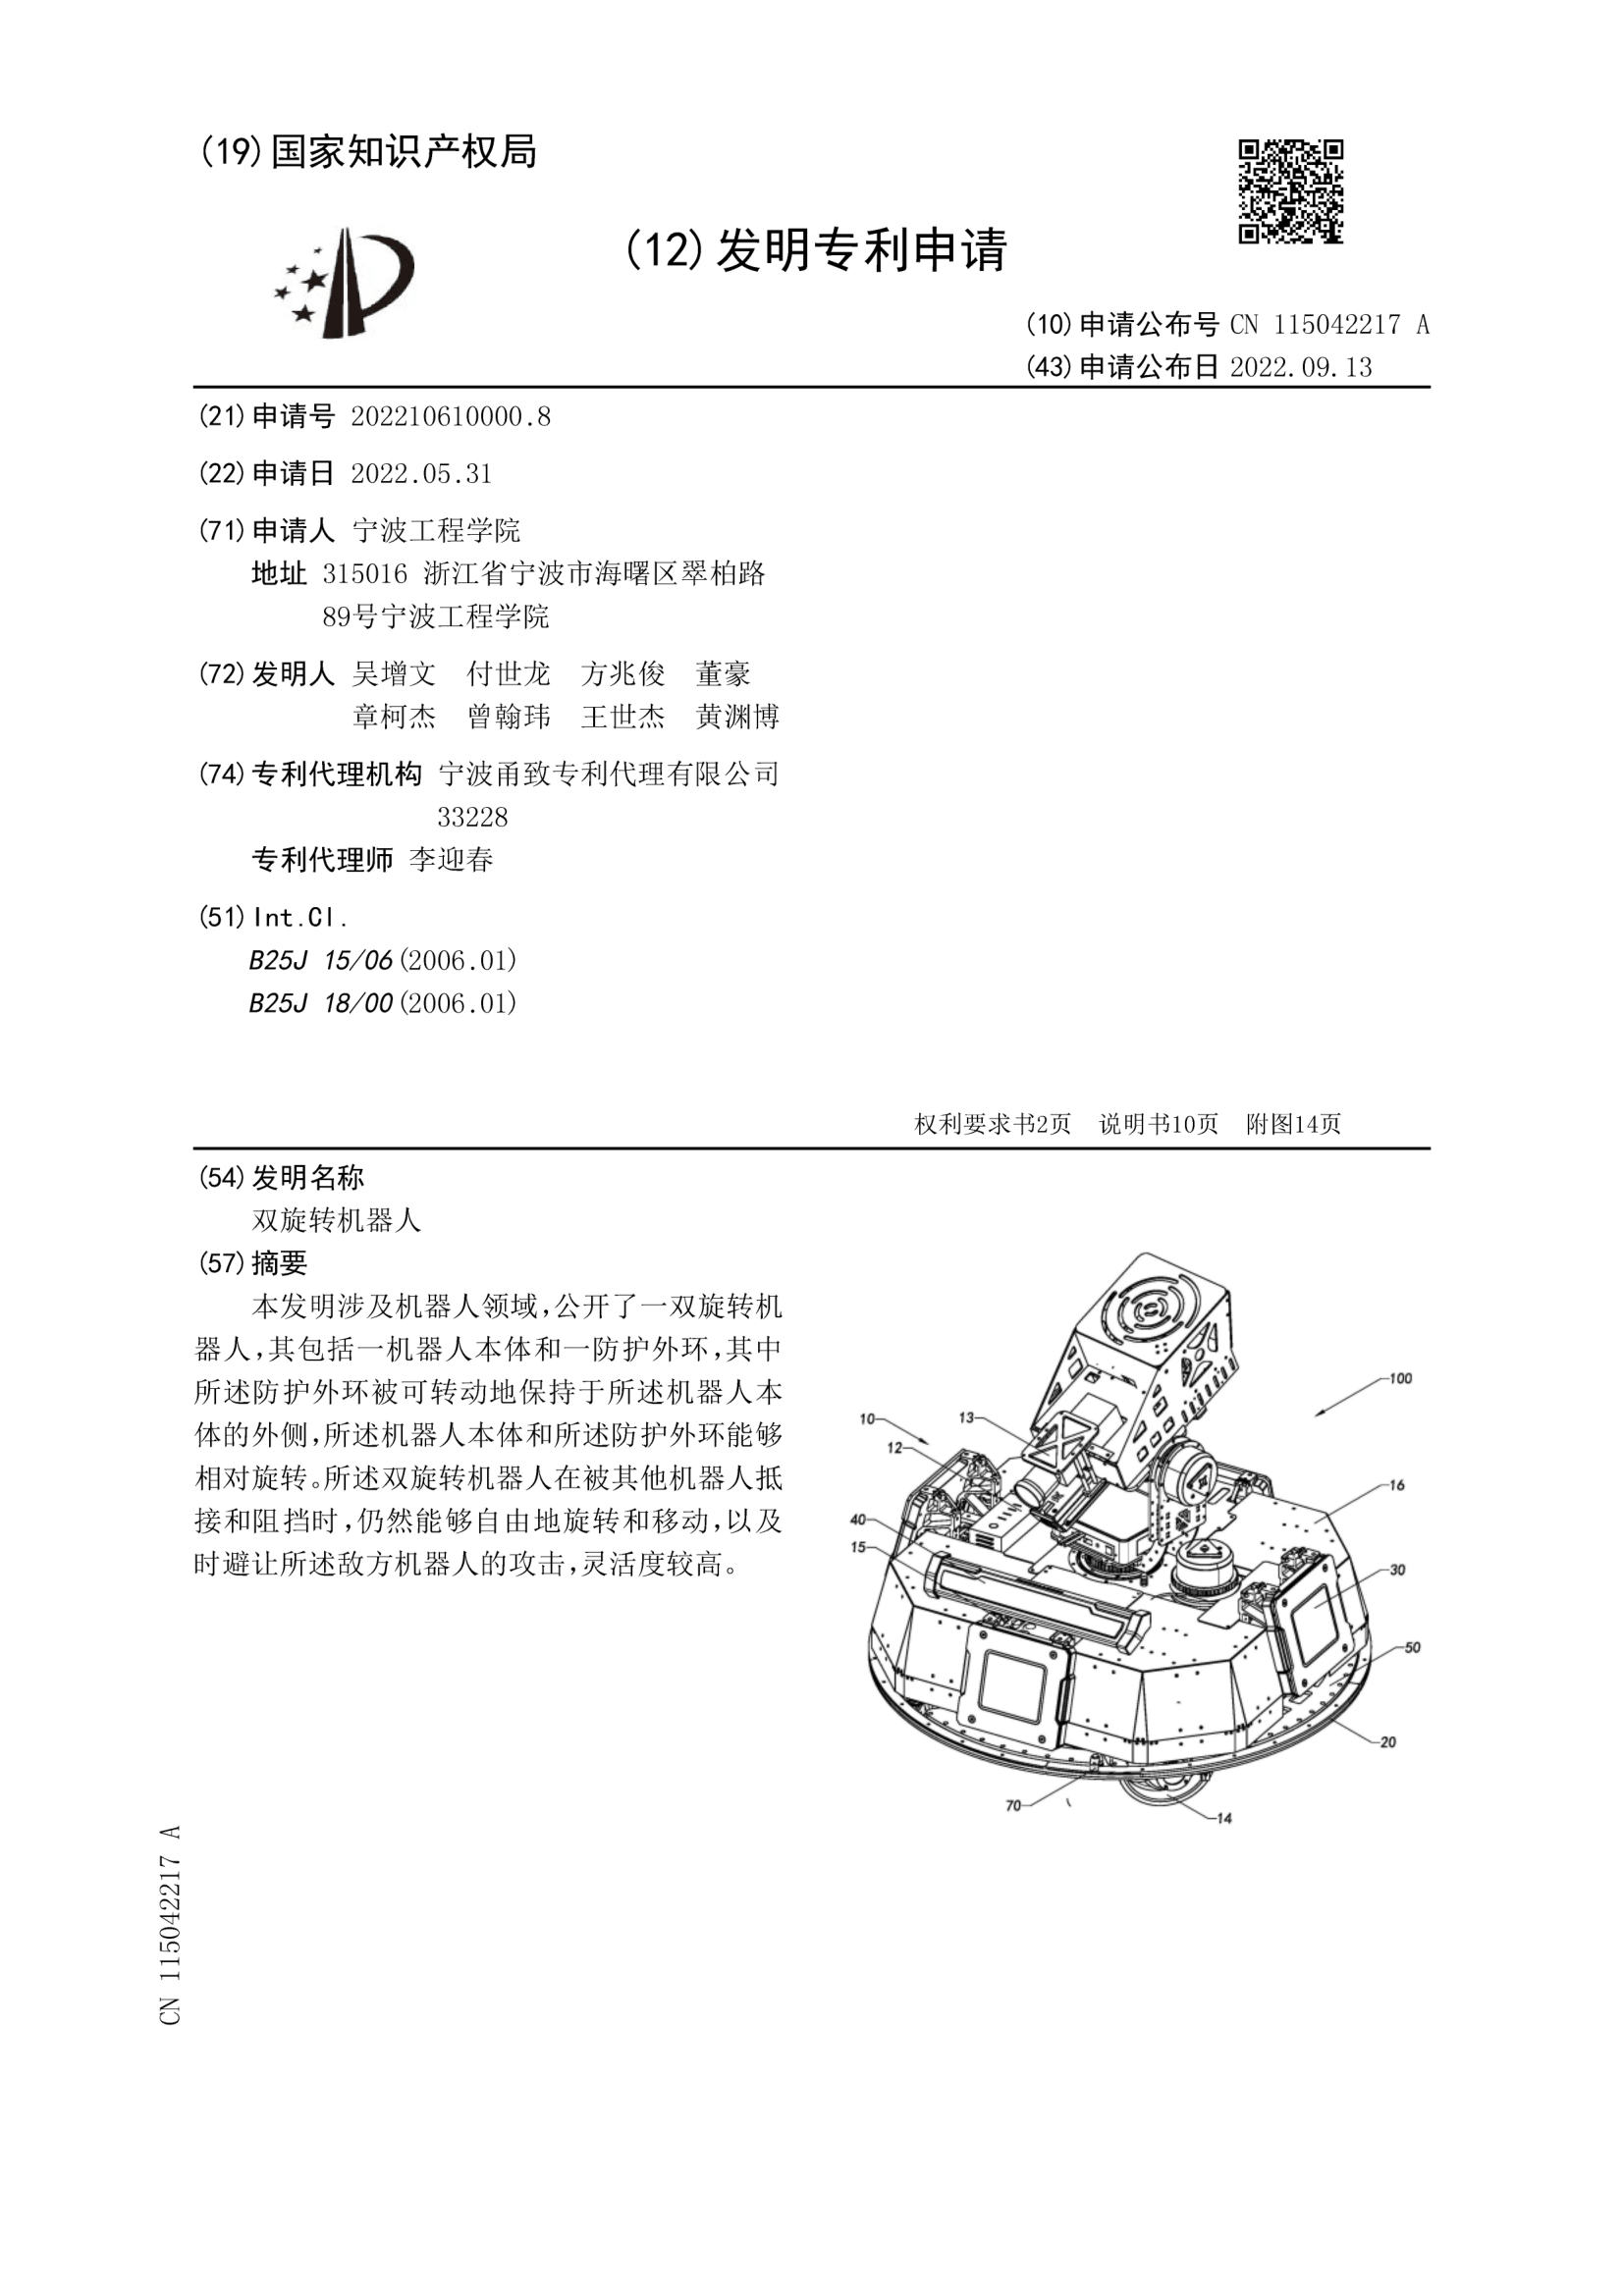 (19)国家知识产权局
(12)发明专利申请
(10)申请公布号 CN 115042217 A
(43)申请公布日 2022.09.13
(21)申请号 202210610000.8
(22)申请日 2022.05.31
(71)申请人 宁波工程学院
地址 315016 浙江省宁波市海曙区翠柏路
89号宁波工程学院
(72)发明人 吴增文 付世龙 方兆俊 董豪
章柯杰 曾翰玮 王世杰 黄渊博
(74)专利代理机构 宁波甬致专利代理有限公司
33228
专利代理师 李迎春
(51)Int.Cl.
B25J 15/06(2006.01)
B25J 18/00(2006.01)
权利要求书2页 说明书10页 附图14页
(54)发明名称
双旋转机器人
(57)摘要
本发明涉及机器人领域,公开了一双旋转机
器人,其包括一机器人本体和一防护外环,其中
所述防护外环被可转动地保持于所述机器人本
体的外侧,所述机器人本体和所述防护外环能够
相对旋转。所述双旋转机器人在被其他机器人抵
接和阻挡时,仍然能够自由地旋转和移动,以及
时避让所述敌方机器人的攻击,灵活度较高。
100
10
13
12
16
40
15
30
50
20
70
14
CN 115042217 A